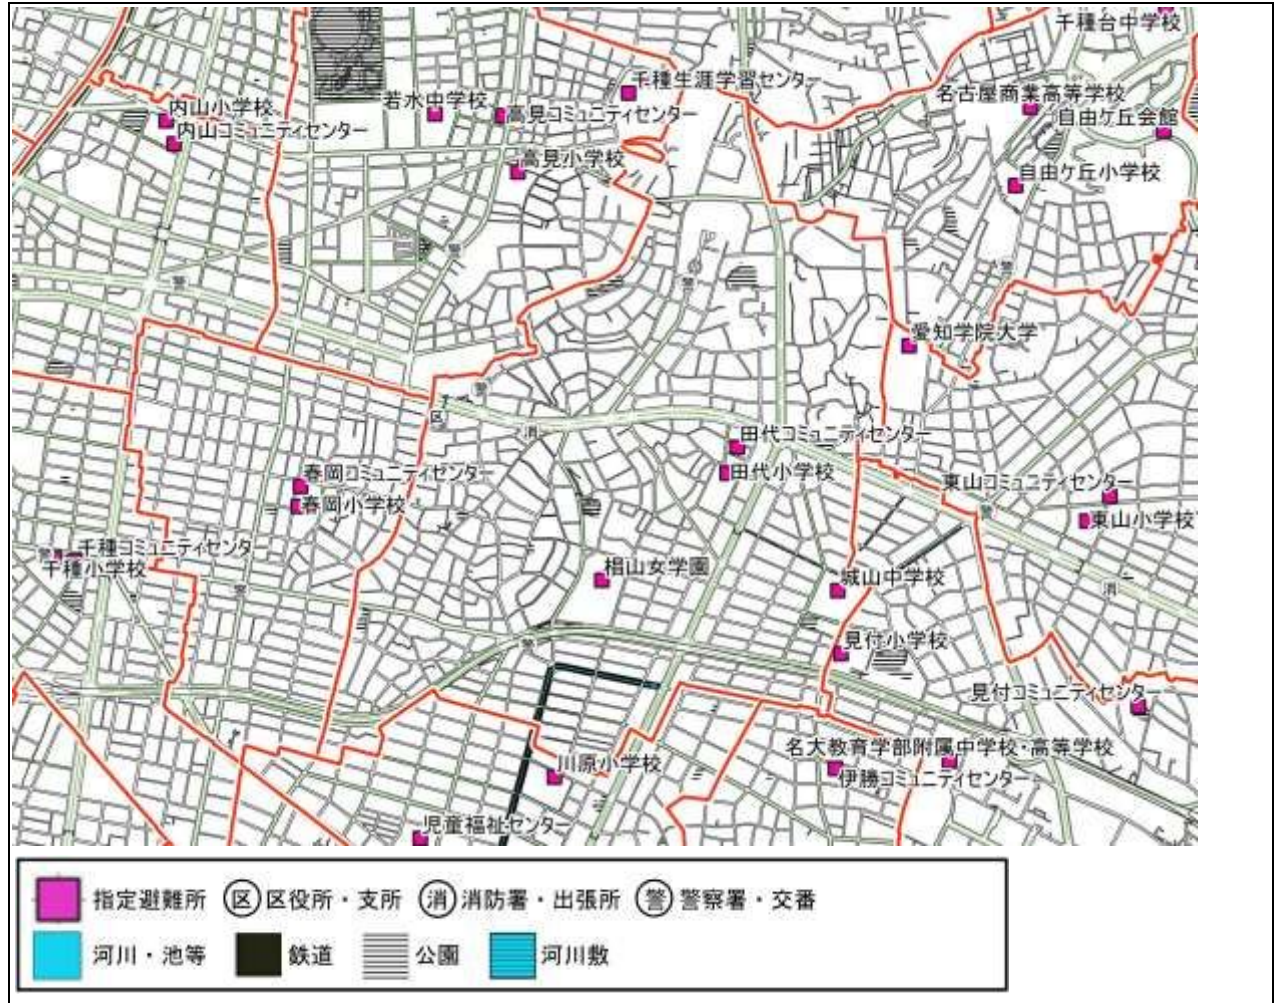 千種台中学校
千種生涯学習センター
内山小学校
若水中学校
名古屋商業高等学校
高見コミュニティセンター
自由ケ丘会館
内山コミュニティセンター
高見小学校
自由ケ丘小学校
警
警
警
警
愛知学院大学
警
区
消
田代コミュニティセンター
春岡コミュニティセンター
田代小学校
東山コミュニティセンター
春岡小学校
警
東山小学校
千種コミュニティセンター
警
千種小学校
椙山女学園
城山中学校
警
消
警
見付小学校
見付コミュニティセンター
名大教育学部附属中学校・高等学校
川原小学校
伊勝コミュニティセンター
児童福祉センター
指定避難所 区 区役所・支所 消 消防署・出張所 警 警察署・交番
河川・池等 鉄道 公園 河川敷